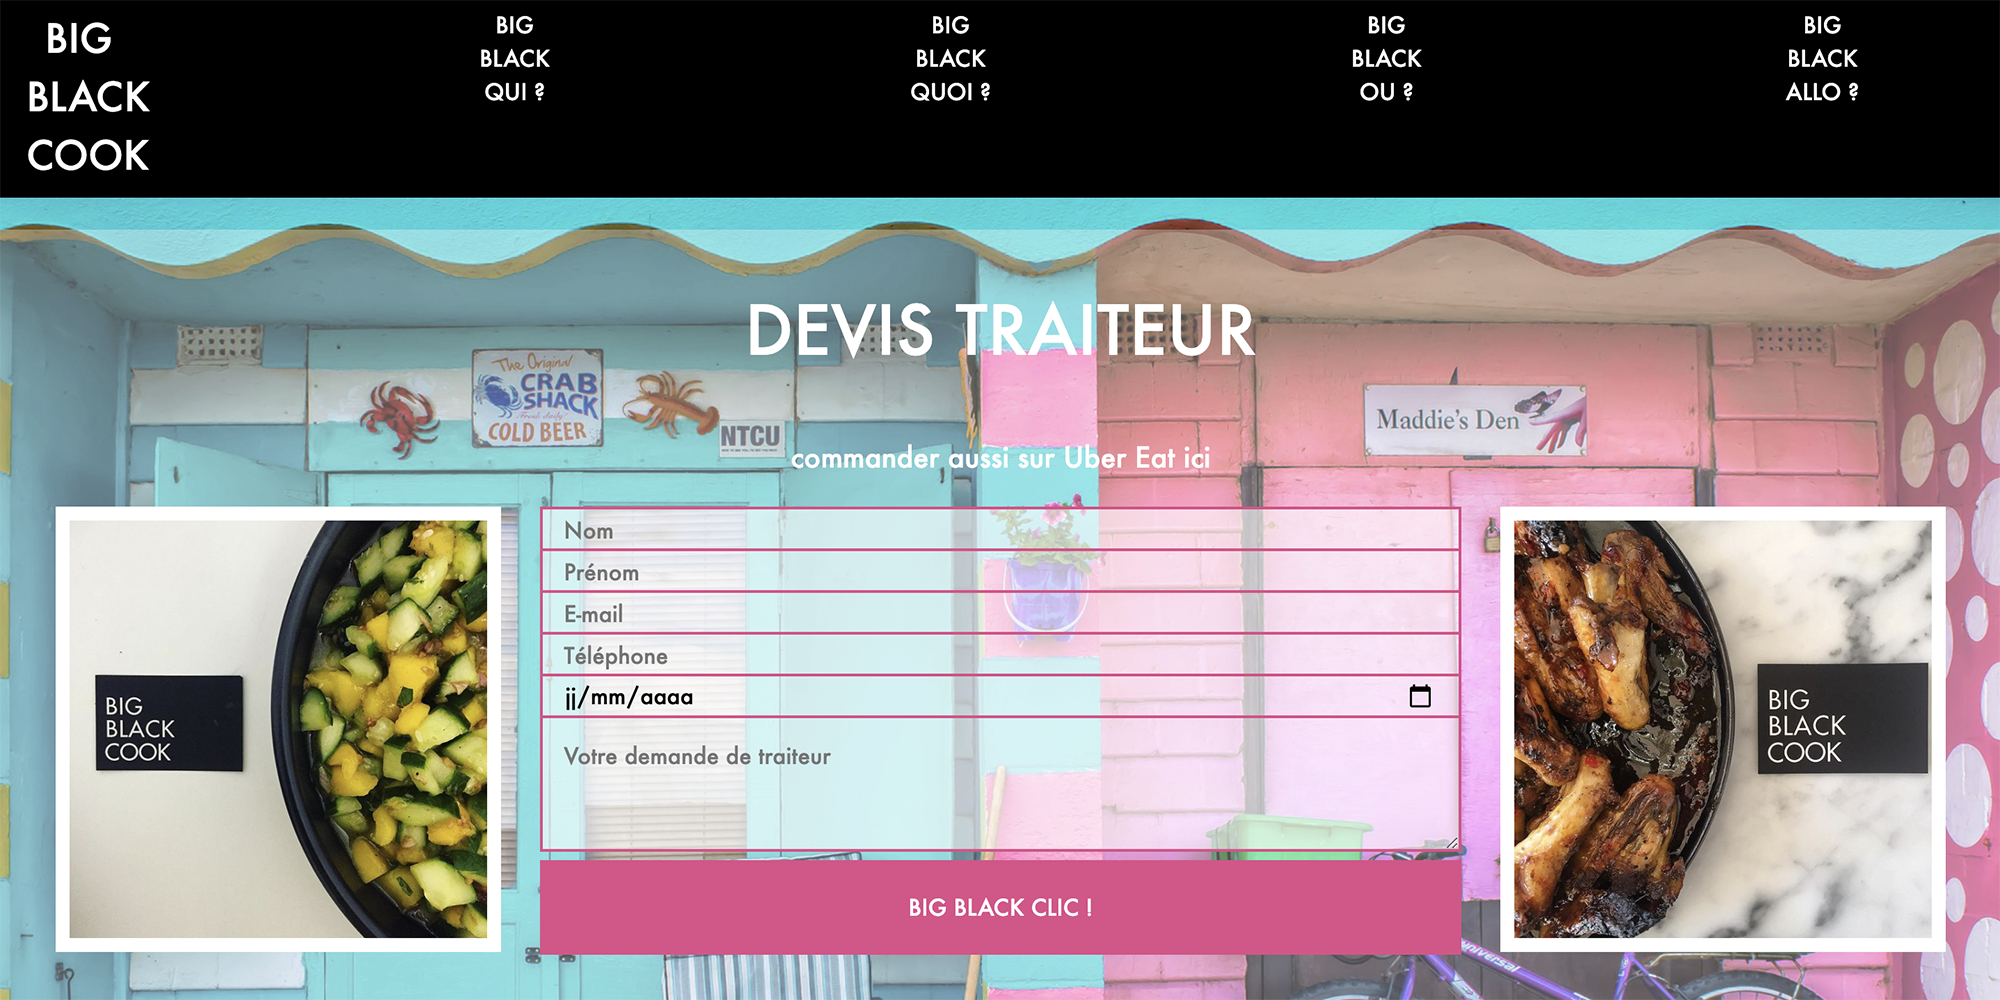 BIG
BLACK
COOK
BIG
BLACK
QUI ?
BIG
BLACK
QUOI ?
BIG
BLACK
OU ?
BIG
BLACK
ALLO ?
DEVIS TRAITEUR
The Original
CRAB
SHACK
Fresh daily!
COLD BEER
NTCU
Maddie's Den
commander aussi sur Uber Eat ici
Nom
Prénom
E-mail
Téléphone
jj/mm/aaaa
Votre demande de traiteur
BIG BLACK CLIC !
BIG
BLACK
COOK
BIG
BLACK
COOK
universal